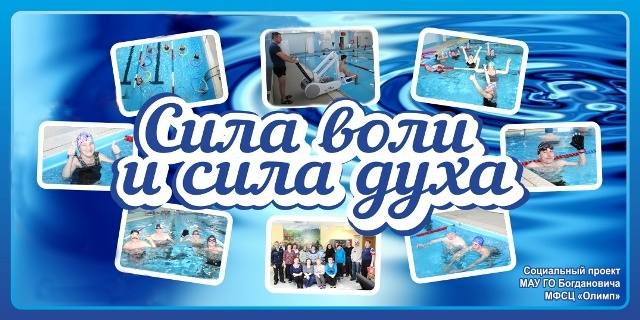 Сила воли
и сила духа
Социальный проект
МАУ ГО Богдановича
МФСЦ «Олимп»